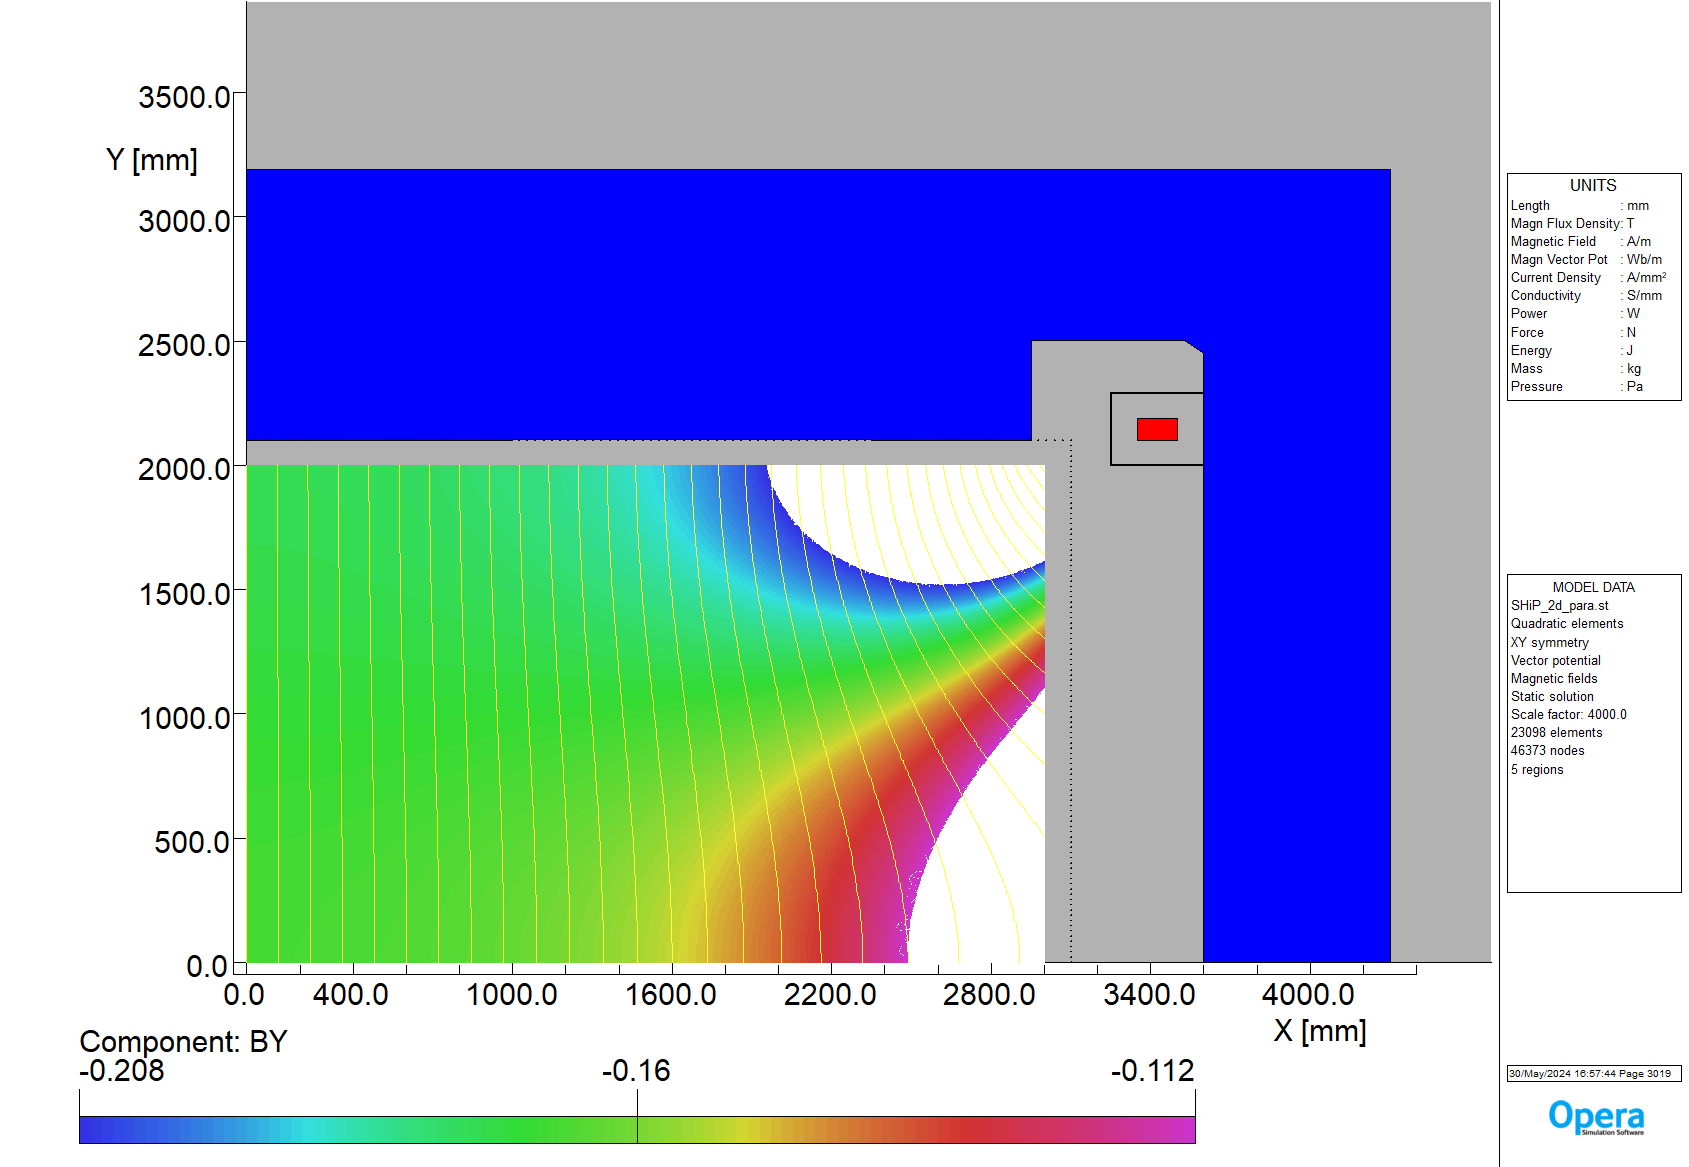 3500.0
Y [mm]
3000.0
2500.0
2000.0
1500.0
1000.0
500.0
0.0
0.0 400.0 1000.0 1600.0 2200.0 2800.0 3400.0 4000.0
X [mm]
Component: BY
-0.208 -0.16 -0.112
UNITS
Length : mm
Magn Flux Density : T
Magnetic Field : A/m
Magn Vector Pot : Wb/m
Current Density : A/mm²
Conductivity : S/mm
Power : W
Force : N
Energy : J
Mass : kg
Pressure : Pa
MODEL DATA
SHiP_2d_para.st
Quadratic elements
XY symmetry
Vector potential
Magnetic fields
Static solution
Scale factor: 4000.0
23098 elements
46373 nodes
5 regions
30/May/2024 16:57:44 Page 3019
Opera
Simulation Software